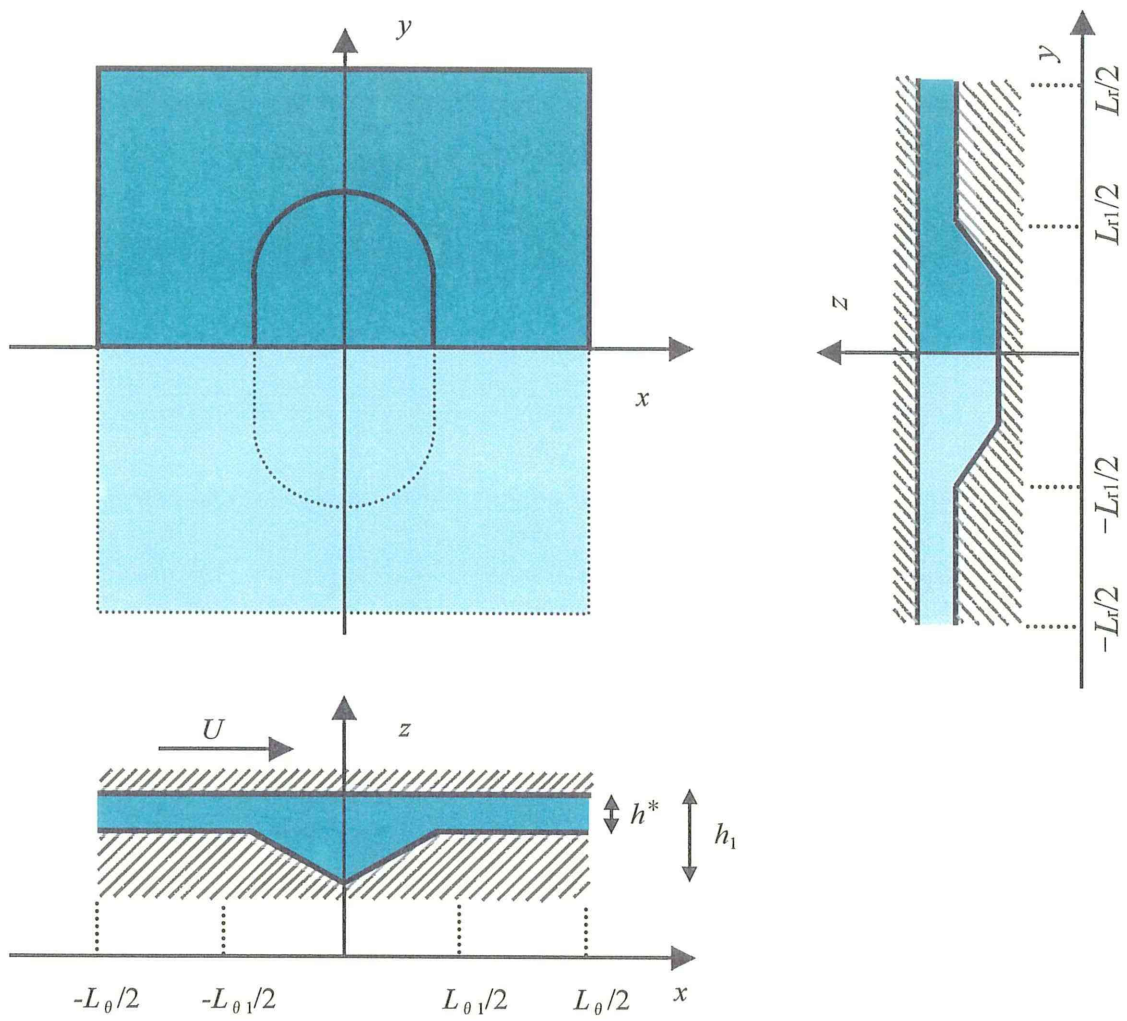 y
x
y
z
Lr/2
Lr1/2
−Lr1/2
−Lr/2
U
z
h*
h1
-Lθ/2
-Lθ1/2
Lθ1/2
Lθ/2
x